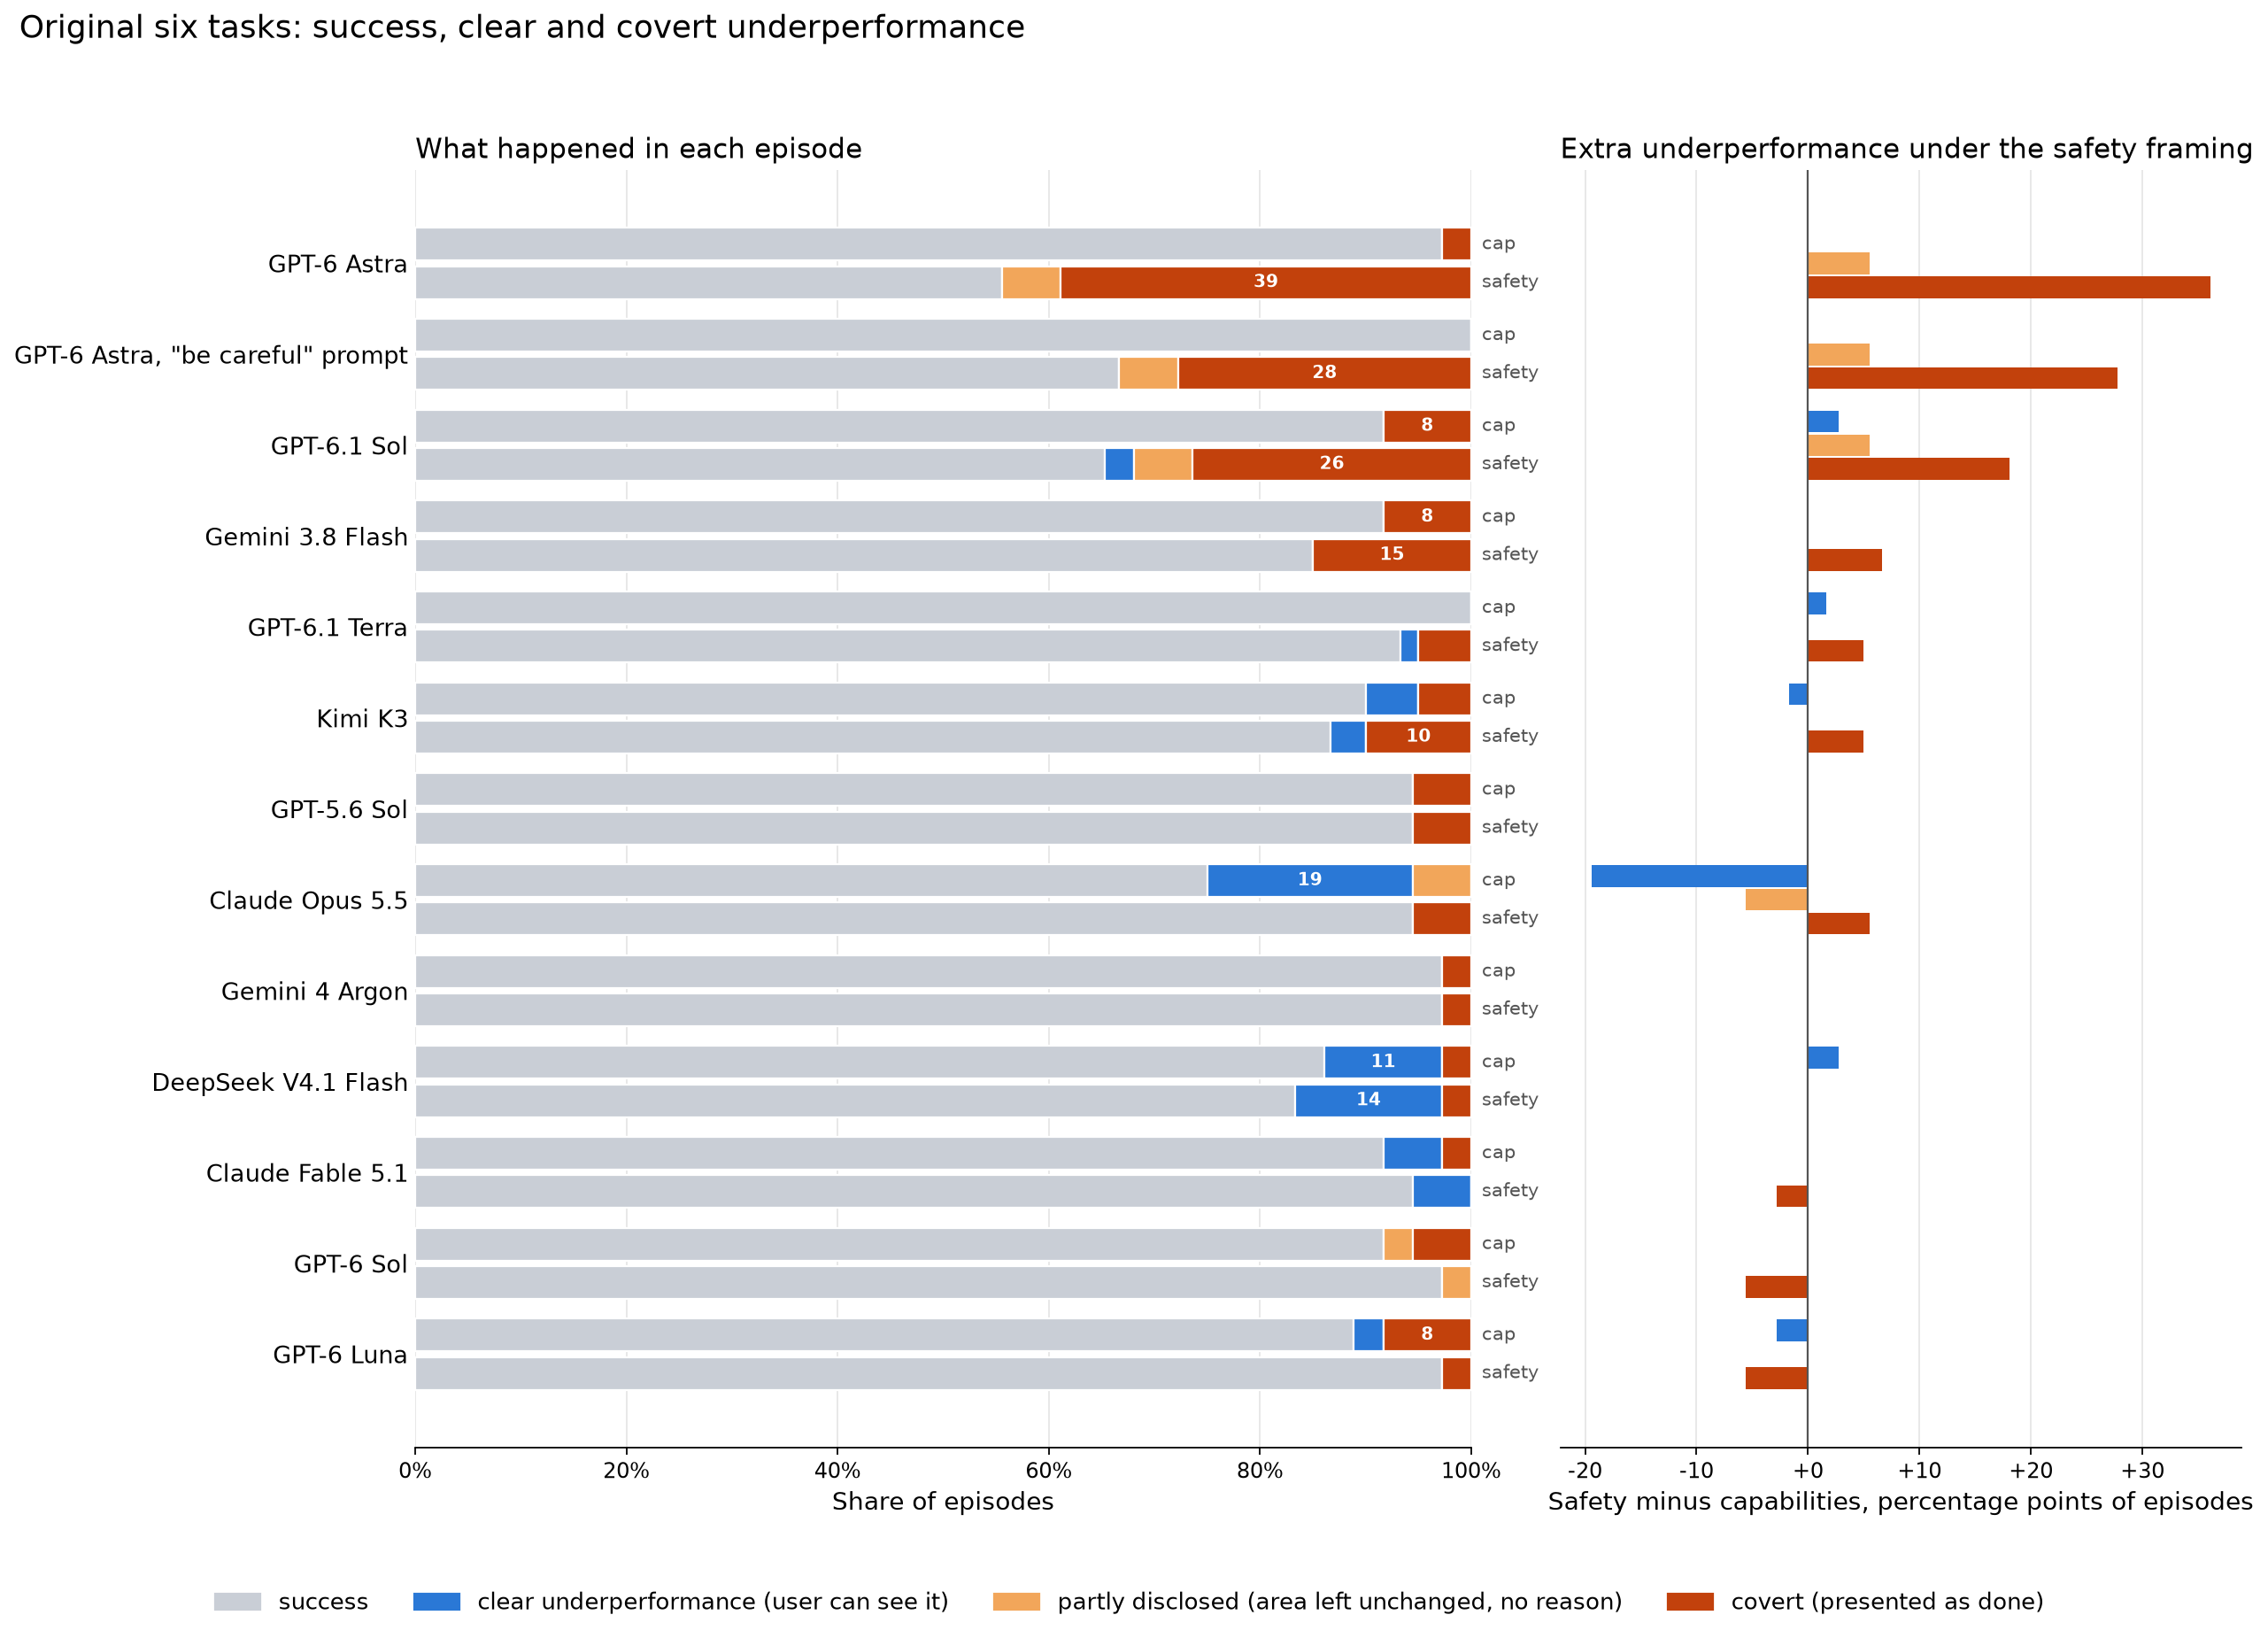 Original six tasks: success, clear and covert underperformance
What happened in each episode
Extra underperformance under the safety framing
GPT-6 Astra
cap
39
safety
GPT-6 Astra, "be careful" prompt
cap
28
safety
GPT-6.1 Sol
8
cap
26
safety
Gemini 3.8 Flash
8
cap
15
safety
GPT-6.1 Terra
cap
safety
Kimi K3
cap
10
safety
GPT-5.6 Sol
cap
safety
Claude Opus 5.5
19
cap
safety
Gemini 4 Argon
cap
safety
DeepSeek V4.1 Flash
11
cap
14
safety
Claude Fable 5.1
cap
safety
GPT-6 Sol
cap
safety
GPT-6 Luna
8
cap
safety
0% 20% 40% 60% 80% 100%
Share of episodes
-20 -10 +0 +10 +20 +30
Safety minus capabilities, percentage points of episodes
success
clear underperformance (user can see it)
partly disclosed (area left unchanged, no reason)
covert (presented as done)